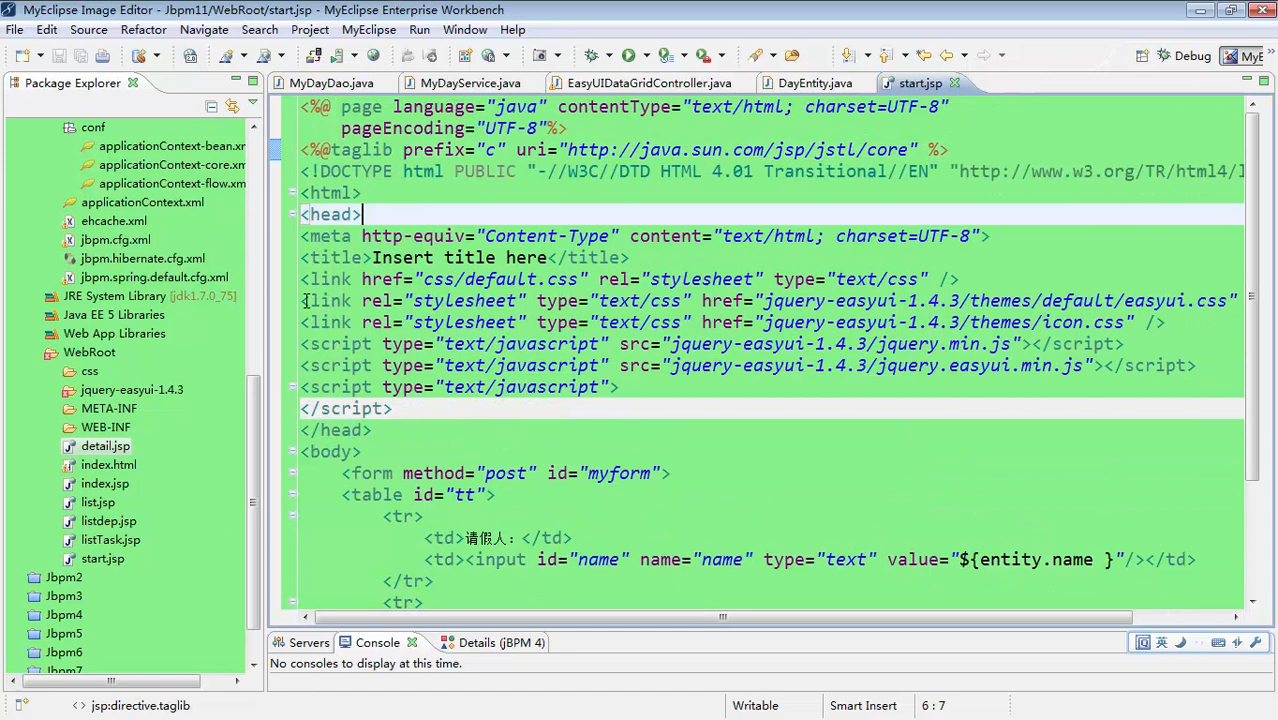 MyEclipse Image Editor - Jbpm11/WebRoot/start.jsp - MyEclipse Enterprise Workbench
File Edit Source Refactor Navigate Search Project MyEclipse Run Window Help
Debug MyE
Package Explorer
MyDayDao.java MyDayService.java EasyUIDataGridController.java DayEntity.java start.jsp
conf
applicationContext-bean.xm
applicationContext-core.xm
applicationContext-flow.xm
applicationContext.xml
ehcache.xml
jbpm.cfg.xml
jbpm.hibernate.cfg.xml
jbpm.spring.default.cfg.xml
JRE System Library [jdk1.7.0_75]
Java EE 5 Libraries
Web App Libraries
WebRoot
css
jquery-easyui-1.4.3
META-INF
WEB-INF
detail.jsp
index.html
index.jsp
list.jsp
listdep.jsp
listTask.jsp
start.jsp
Jbpm2
Jbpm3
Jbpm4
Jbpm5
Jbpm6
Jbpm7
<%@ page language="java" contentType="text/html; charset=UTF-8"
pageEncoding="UTF-8"%>
<%@taglib prefix="c" uri="http://java.sun.com/jsp/jstl/core" %>
<!DOCTYPE html PUBLIC "-//W3C//DTD HTML 4.01 Transitional//EN" "http://www.w3.org/TR/html4/l
<html>
<head>
<meta http-equiv="Content-Type" content="text/html; charset=UTF-8">
<title>Insert title here</title>
<link href="css/default.css" rel="stylesheet" type="text/css" />
<link rel="stylesheet" type="text/css" href="jquery-easyui-1.4.3/themes/default/easyui.css"
<link rel="stylesheet" type="text/css" href="jquery-easyui-1.4.3/themes/icon.css" />
<script type="text/javascript" src="jquery-easyui-1.4.3/jquery.min.js"></script>
<script type="text/javascript" src="jquery-easyui-1.4.3/jquery.easyui.min.js"></script>
<script type="text/javascript">
</script>
</head>
<body>
<form method="post" id="myform">
<table id="tt">
<tr>
<td>请假人：</td>
<td><input id="name" name="name" type="text" value="${entity.name }"/></td>
</tr>
<tr>
Servers Console Details (jBPM 4)
英
No consoles to display at this time.
<> jsp:directive.taglib Writable Smart Insert 6 : 7